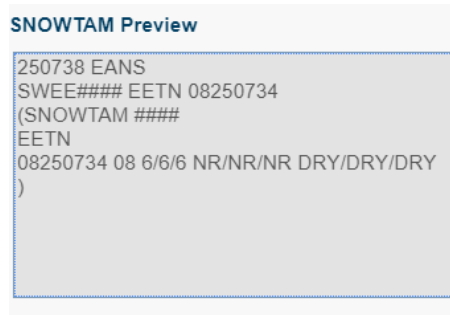 SNOWTAM Preview
250738 EANS
SWEE#### EETN 08250734
(SNOWTAM ####
EETN
08250734 08 6/6/6 NR/NR/NR DRY/DRY/DRY
)